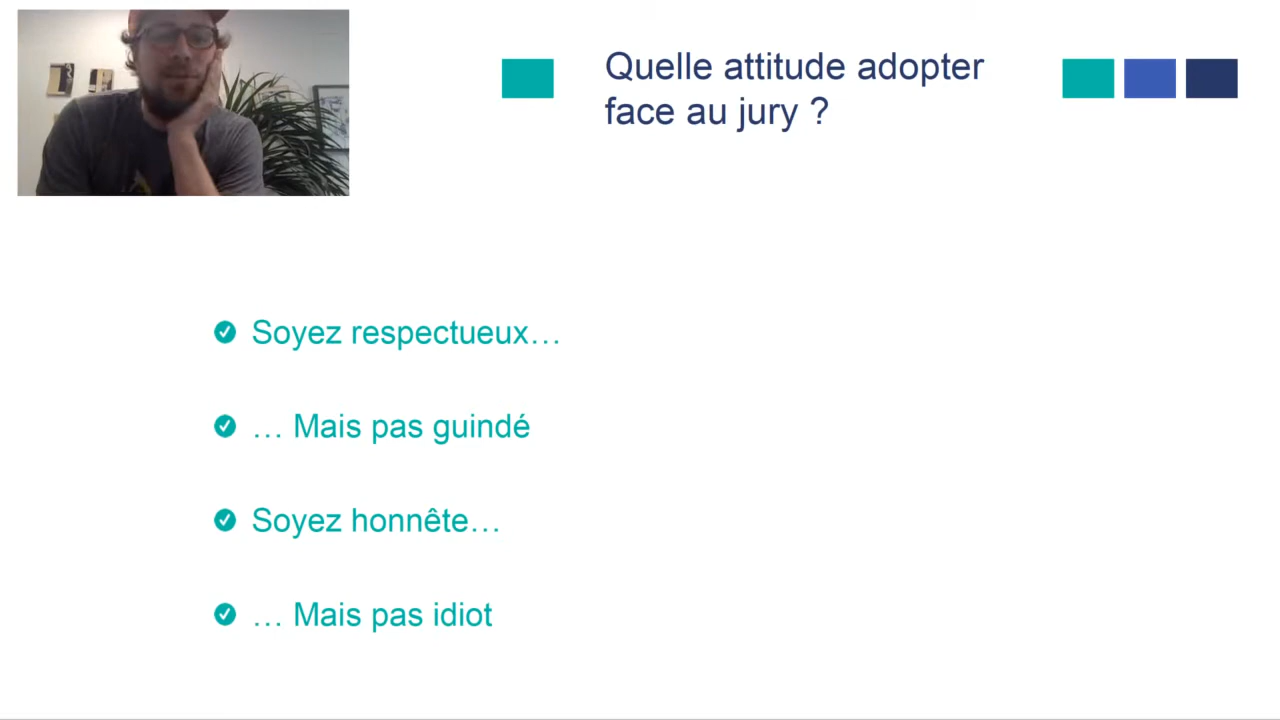 Quelle attitude adopter
face au jury ?
Soyez respectueux…
… Mais pas guindé
Soyez honnête…
… Mais pas idiot